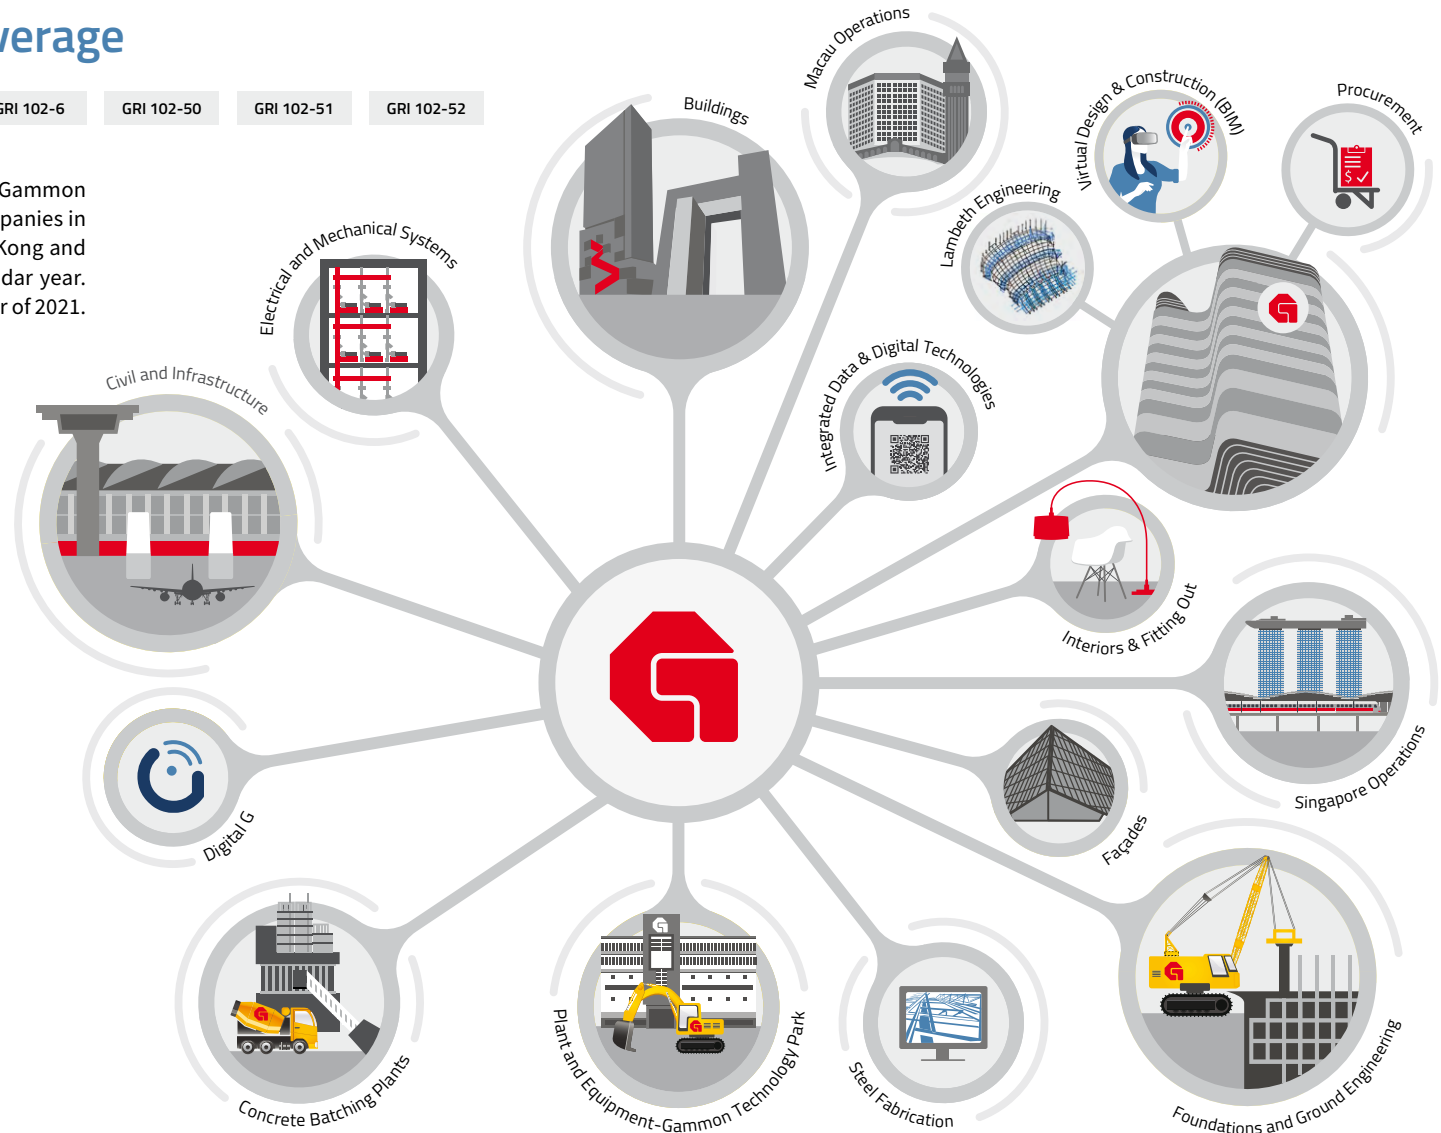 verage
GRI 102-6
GRI 102-50
GRI 102-51
GRI 102-52
Gammon
panies in
Kong and
dar year.
r of 2021.
Macau Operations
Buildings
Virtual Design & Construction (BIM)
Procurement
Lambeth Engineering
Electrical and Mechanical Systems
Integrated Data & Digital Technologies
Civil and Infrastructure
$
Interiors & Fitting Out
Singapore Operations
Façades
Digital G
Concrete Batching Plants
Plant and Equipment-Gammon Technology Park
Steel Fabrication
Foundations and Ground Engineering